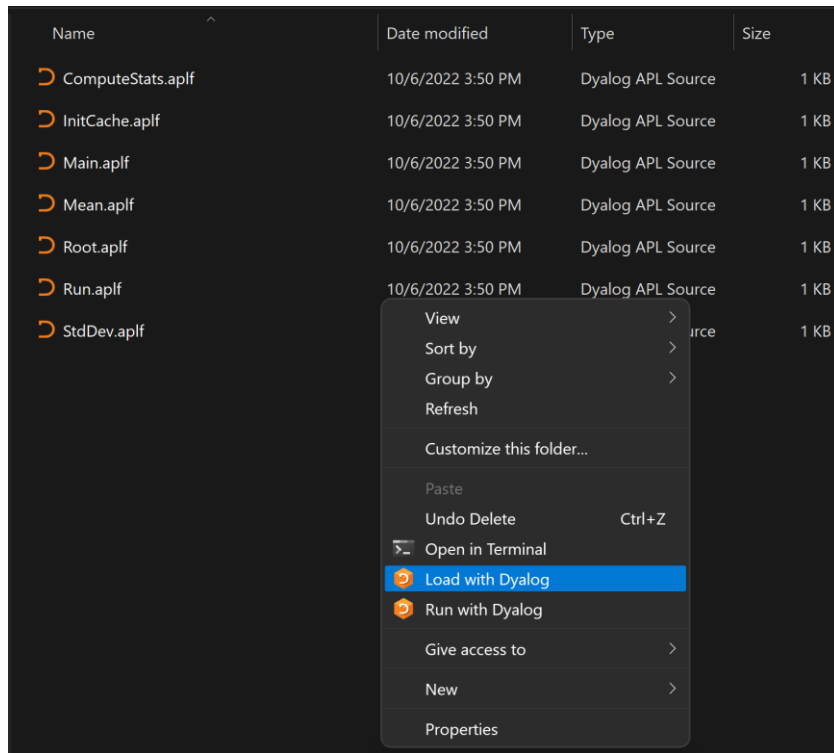 Name Date modified Type Size
ComputeStats.aplf 10/6/2022 3:50 PM Dyalog APL Source 1 KB
InitCache.aplf 10/6/2022 3:50 PM Dyalog APL Source 1 KB
Main.aplf 10/6/2022 3:50 PM Dyalog APL Source 1 KB
Mean.aplf 10/6/2022 3:50 PM Dyalog APL Source 1 KB
Root.aplf 10/6/2022 3:50 PM Dyalog APL Source 1 KB
Run.aplf 10/6/2022 3:50 PM Dyalog APL Source 1 KB
StdDev.aplf urce 1 KB
View
Sort by
Group by
Refresh
Customize this folder...
Paste
Undo Delete Ctrl+Z
Open in Terminal
Load with Dyalog
Run with Dyalog
Give access to
New
Properties